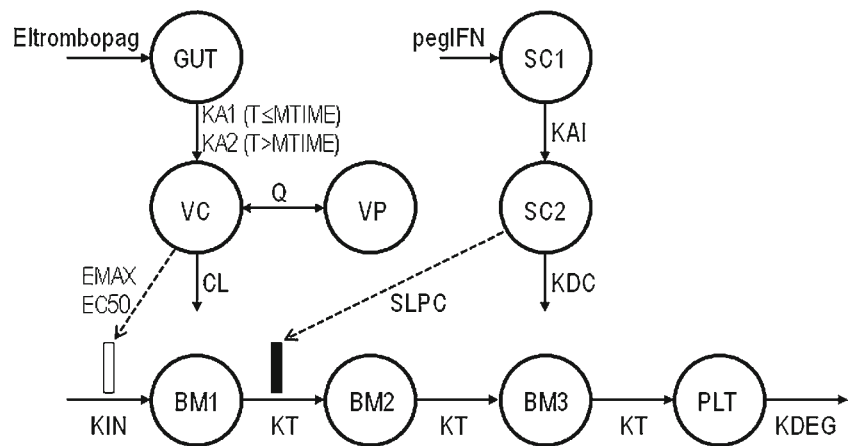 Eltrombopag
GUT
pegIFN
SC1
KA1 (T≤MTIME)
KA2 (T>MTIME)
KAI
VC
Q
VP
SC2
EMAX
EC50
CL
SLPC
KDC
KIN
BM1
KT
BM2
KT
BM3
KT
PLT
KDEG